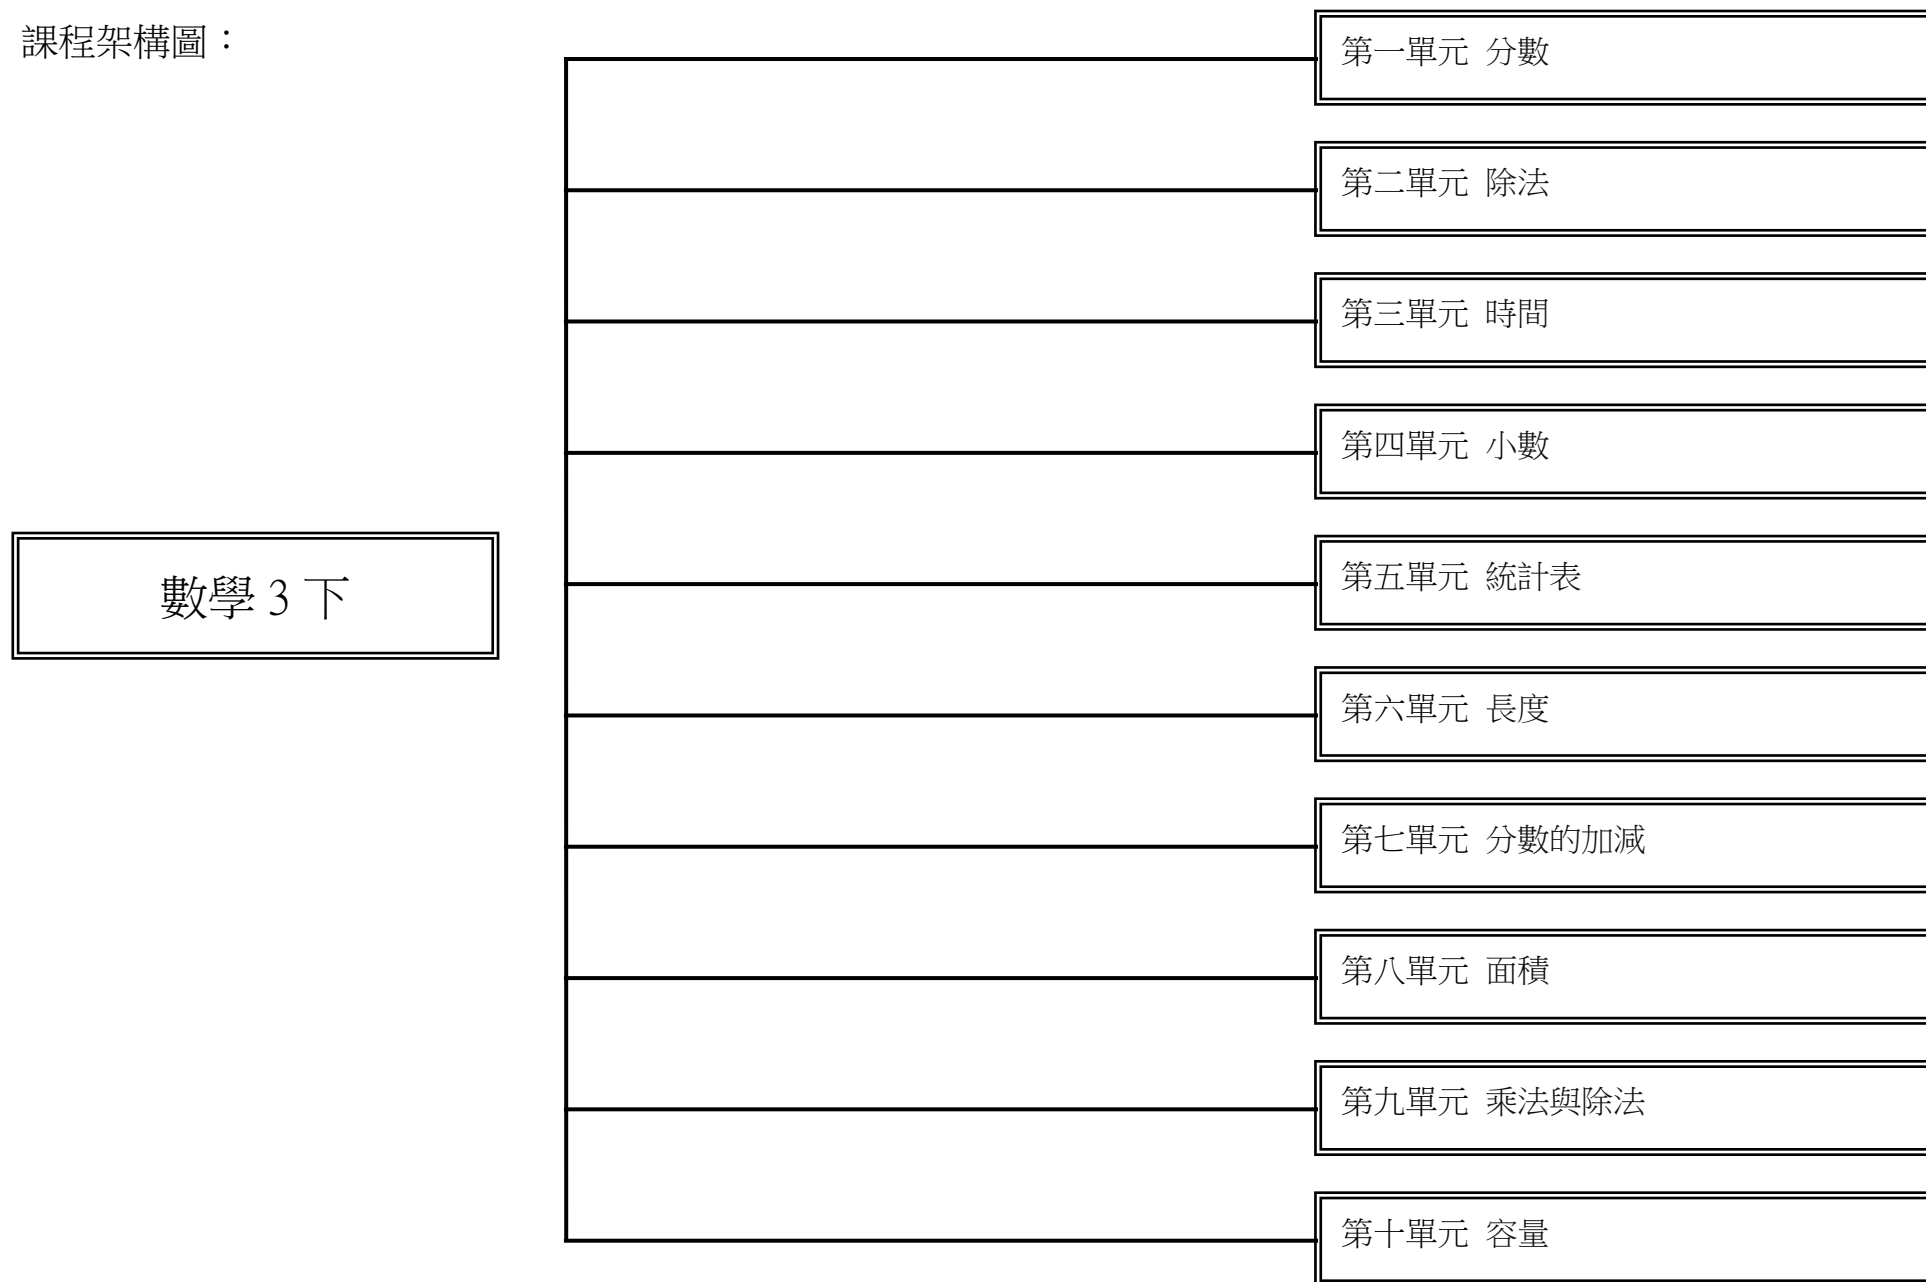 課程架構圖：
第一單元 分數
第二單元 除法
第三單元 時間
第四單元 小數
第五單元 統計表
數學 3 下
第六單元 長度
第七單元 分數的加減
第八單元 面積
第九單元 乘法與除法
第十單元 容量